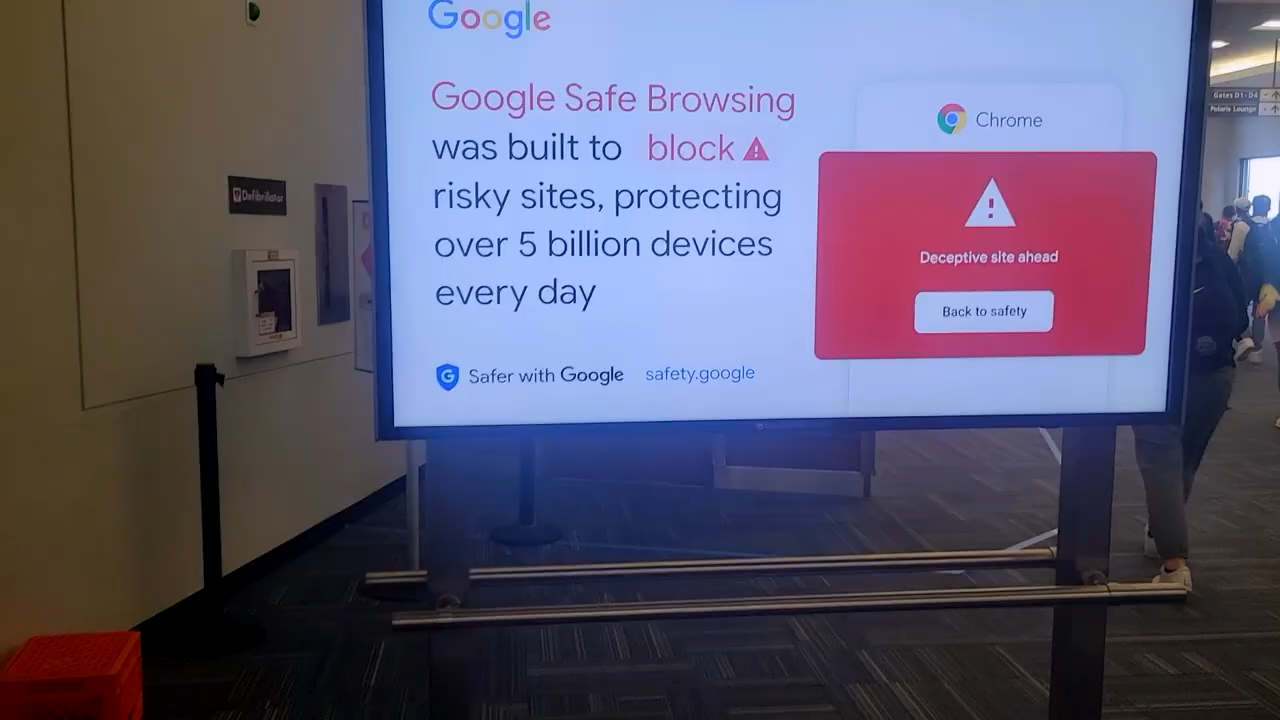 Google
Google Safe Browsing
was built to block
risky sites, protecting
over 5 billion devices
every day
Safer with Google safety.google
Chrome
Deceptive site ahead
Back to safety
Defibrillator
Gates D1-D4
Polaris Lounge